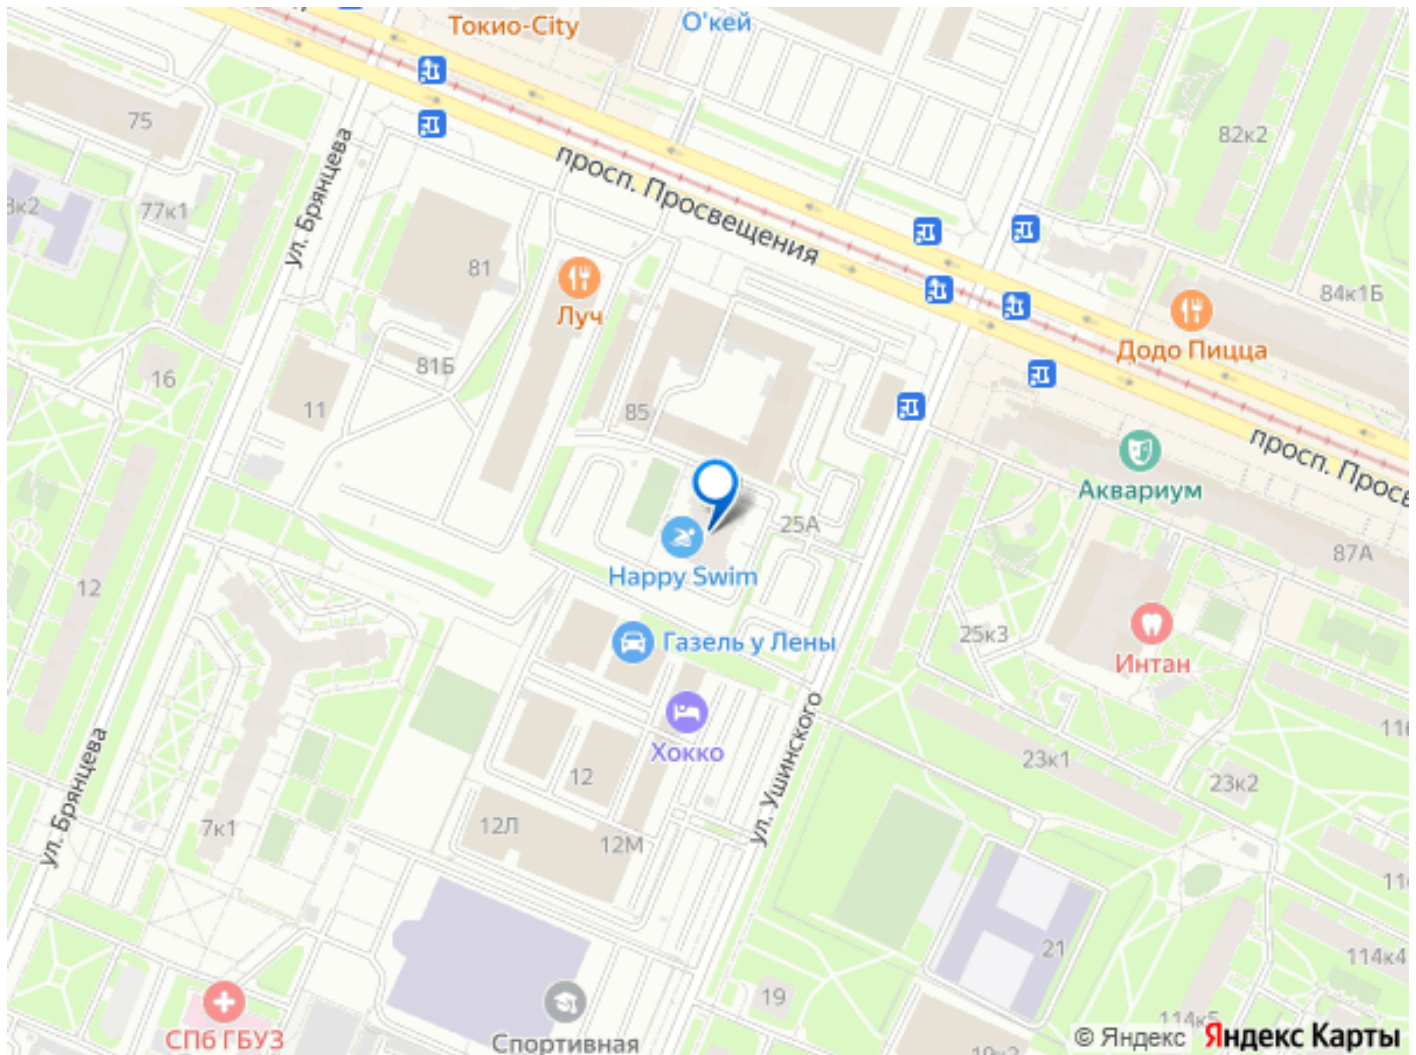 Токио-City
О'кей
75
82к2
ул. Брянцева
просп. Просвещения
77к1
81
84к1Б
Луч
Додо Пицца
81Б
16
11
85
просп. Просв
Аквариум
25А
87А
Happy Swim
12
25к3
Газель у Лены
Интан
Хокко
ул. Ушинского
ул. Брянцева
23к1
23к2
12
7к1
12Л
12М
21
114к4
19
114к5
СПб ГБУЗ
Спортивная
19к2
© Яндекс Яндекс Карты